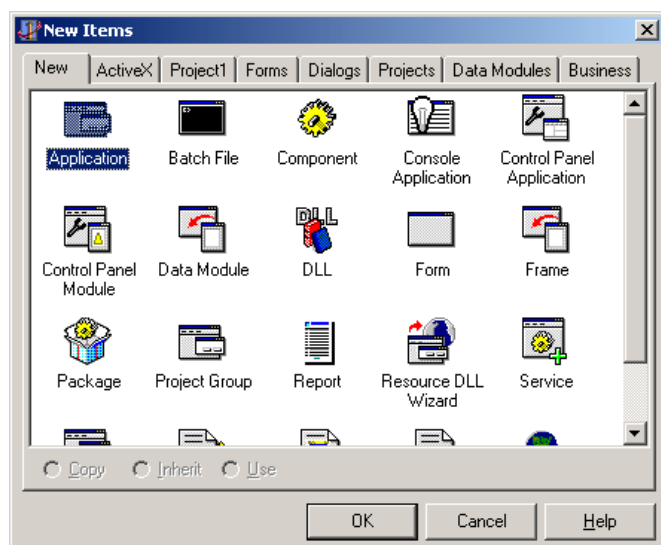 New Items
New ActiveX Project1 Forms Dialogs Projects Data Modules Business
Application Batch File Component Console Application Control Panel Application
Control Panel Module Data Module DLL Form Frame
DLL
Package Project Group Report Resource DLL Wizard Service
Copy Inherit Use
OK Cancel Help